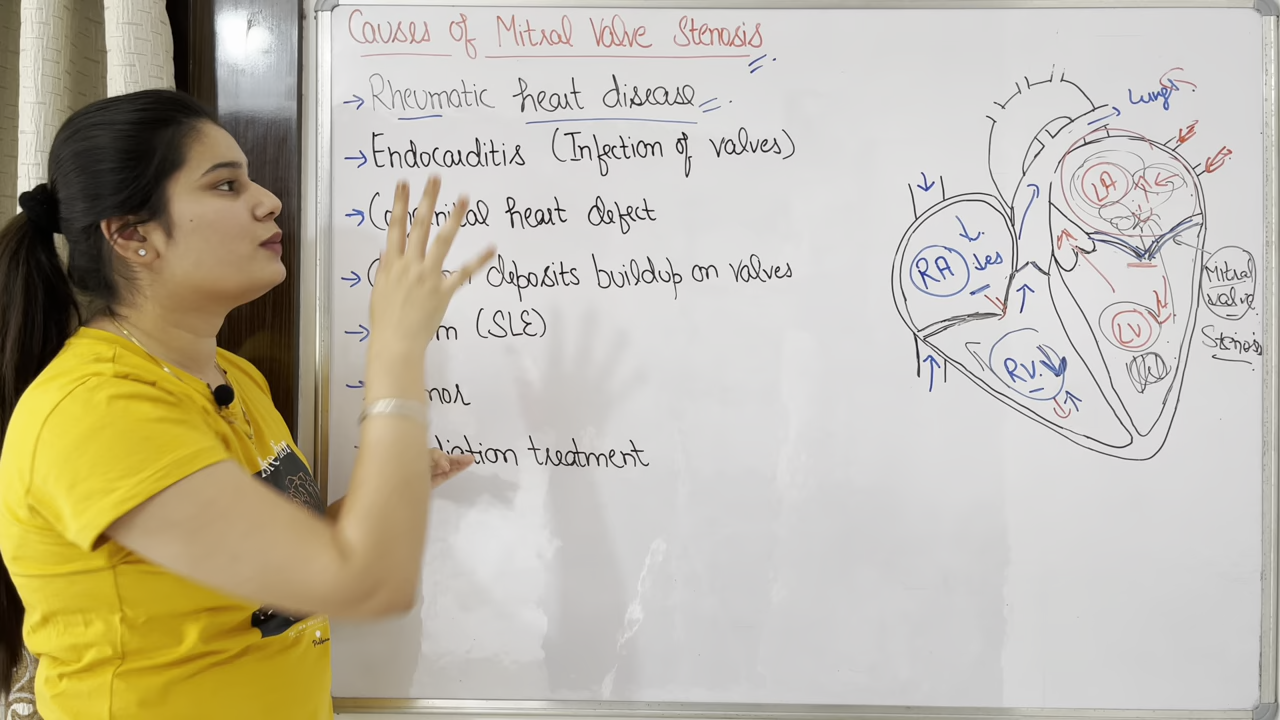 Causes of Mitral Valve Stenosis
→ Rheumatic heart disease
→ Endocarditis (Infection of valves)
→ Congenital heart defect
→ deposits buildup on valves
→ (SLE)
→
→ treatment
Lungs
LA
RA
LV
RV
Mitral
valve
Stenosis